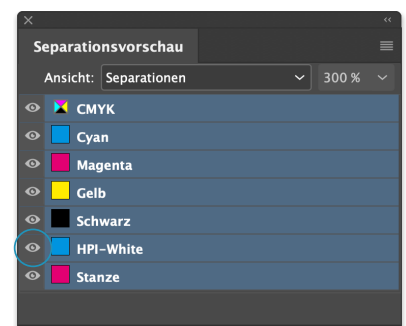 Separationsvorschau
Ansicht: Separationen 300 %
CMYK
Cyan
Magenta
Gelb
Schwarz
HPI-White
Stanze